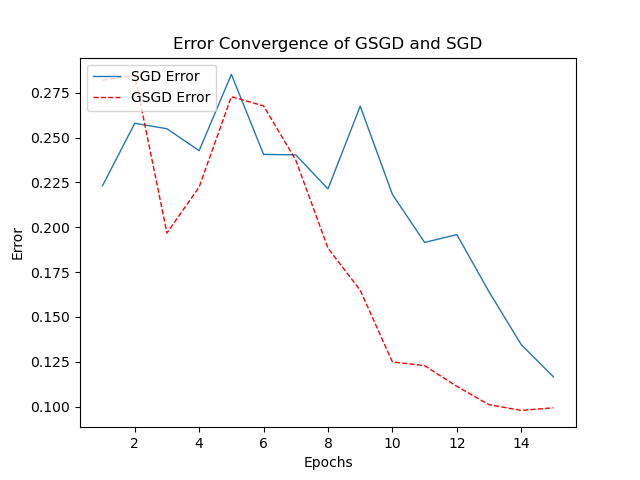 Error Convergence of GSGD and SGD
SGD Error
GSGD Error
0.275
0.250
0.225
0.200
0.175
0.150
0.125
0.100
Error
2 4 6 8 10 12 14
Epochs